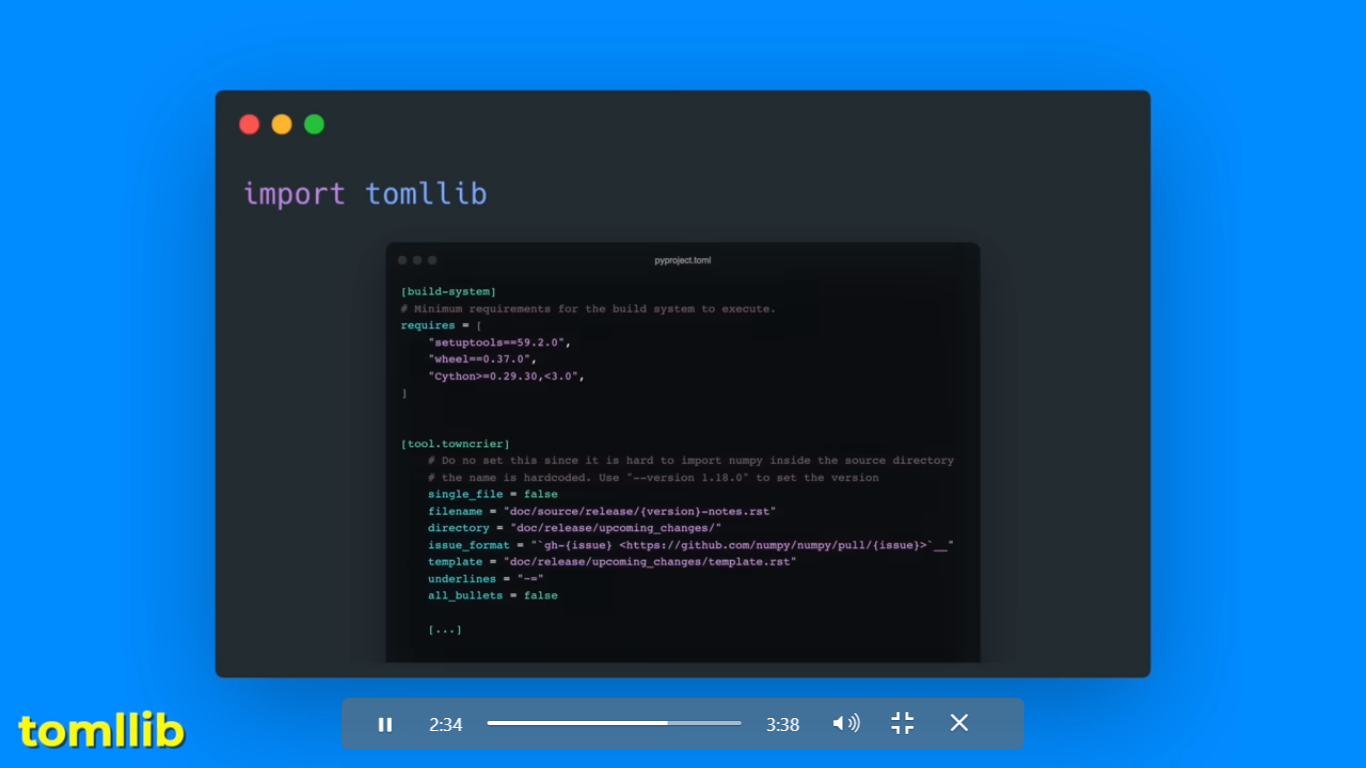 import tomllib
pyproject.toml
[build-system]
# Minimum requirements for the build system to execute.
requires = [
    "setuptools==59.2.0",
    "wheel==0.37.0",
    "Cython>=0.29.30,<3.0",
]
[tool.towncrier]
    # Do no set this since it is hard to import numpy inside the source directory
    # the name is hardcoded. Use "--version 1.18.0" to set the version
    single_file = false
    filename = "doc/source/release/{version}-notes.rst"
    directory = "doc/release/upcoming_changes/"
    issue_format = "`gh-{issue} <https://github.com/numpy/numpy/pull/{issue}>`__"
    template = "doc/release/upcoming_changes/template.rst"
    underlines = "-="
    all_bullets = false
    [...]
tomllib
2:34 3:38